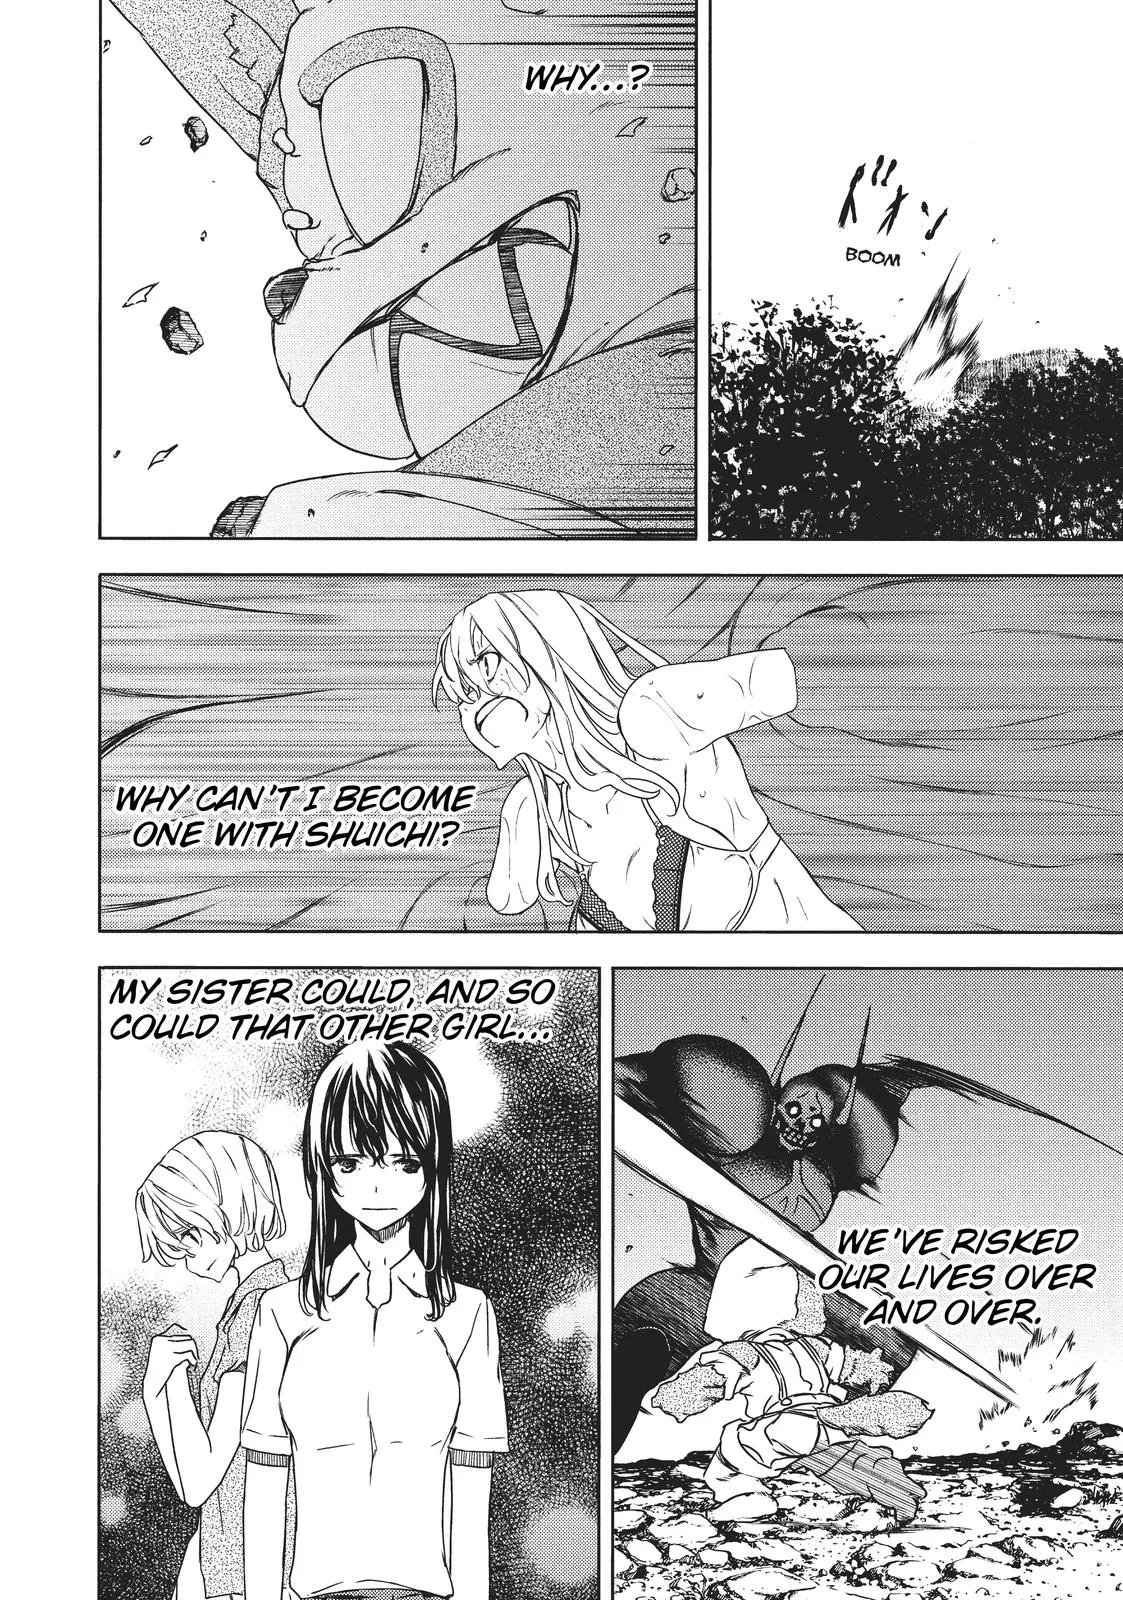 ドオン
BOOM
WHY...?
WHY CAN'T I BECOME
ONE WITH SHUICHI?
WE'VE RISKED
OUR LIVES OVER
AND OVER.
MY SISTER COULD, AND SO
COULD THAT OTHER GIRL...